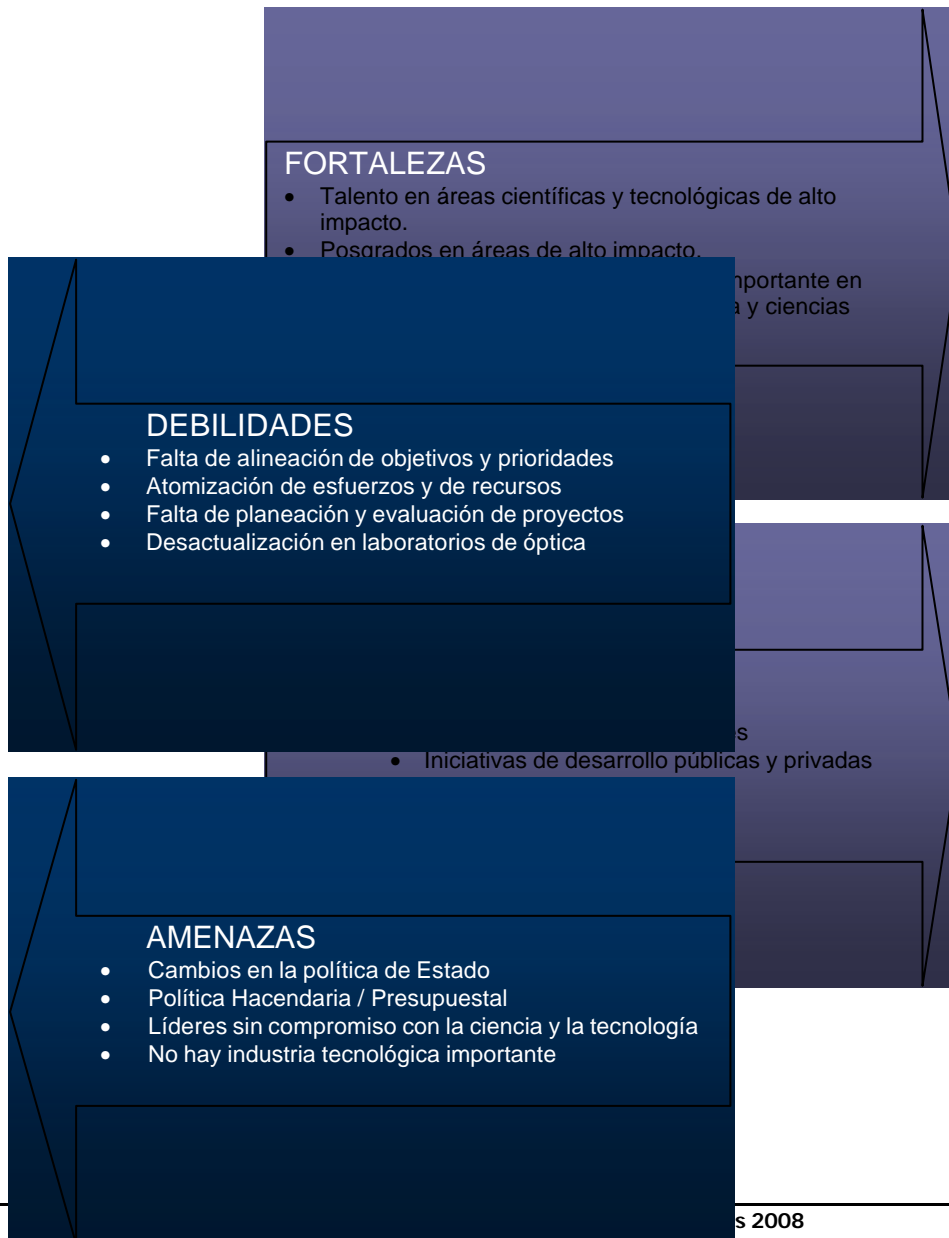 FORTALEZAS
• Talento en áreas científicas y tecnológicas de alto
impacto.
• Posgrados en áreas de alto impacto.
en
y ciencias
DEBILIDADES
• Falta de alineación de objetivos y prioridades
• Atomización de esfuerzos y de recursos
• Falta de planeación y evaluación de proyectos
• Desactualización en laboratorios de óptica
• Iniciativas de desarrollo públicas y privadas
AMENAZAS
• Cambios en la política de Estado
• Política Hacendaria / Presupuestal
• Líderes sin compromiso con la ciencia y la tecnología
• No hay industria tecnológica importante
2008